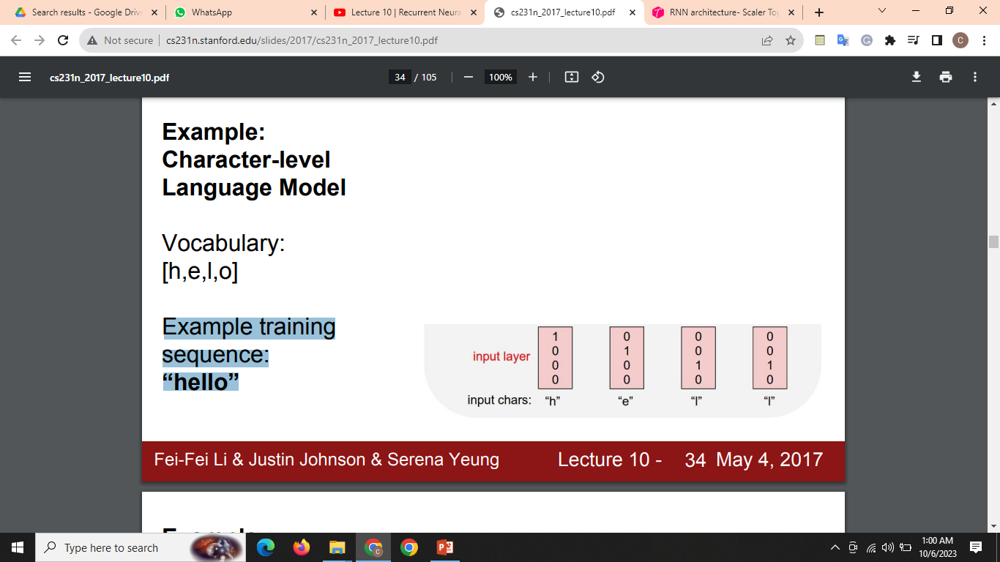 Search results - Google Driv
WhatsApp
Lecture 10 | Recurrent Neura
cs231n_2017_lecture10.pdf
RNN architecture- Scaler To
Not secure
cs231n.stanford.edu/slides/2017/cs231n_2017_lecture10.pdf
C
cs231n_2017_lecture10.pdf
34 / 105
100%
Example:
Character-level
Language Model
Vocabulary:
[h,e,l,o]
Example training
sequence:
“hello”
input layer
1 0 0 0
0 1 0 0
0 0 1 1
0 0 0 0
input chars: “h” “e” “l” “l”
Fei-Fei Li & Justin Johnson & Serena Yeung
Lecture 10 - 34 May 4, 2017
Type here to search
1:00 AM
10/6/2023